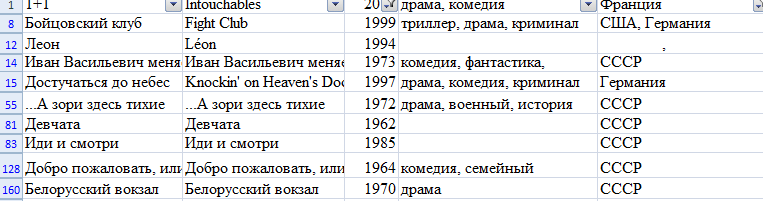 1 1+1 Intouchables 20 драма, комедия Франция
8 Бойцовский клуб Fight Club 1999 триллер, драма, криминал США, Германия
12 Леон Léon 1994 ,
14 Иван Васильевич меняе Иван Васильевич меняе 1973 комедия, фантастика, СССР
15 Достучаться до небес Knockin' on Heaven's Doo 1997 драма, комедия, криминал Германия
55 ...А зори здесь тихие ...А зори здесь тихие 1972 драма, военный, история СССР
81 Девчата Девчата 1962 СССР
83 Иди и смотри Иди и смотри 1985 СССР
128 Добро пожаловать, или Добро пожаловать, или 1964 комедия, семейный СССР
160 Белорусский вокзал Белорусский вокзал 1970 драма СССР